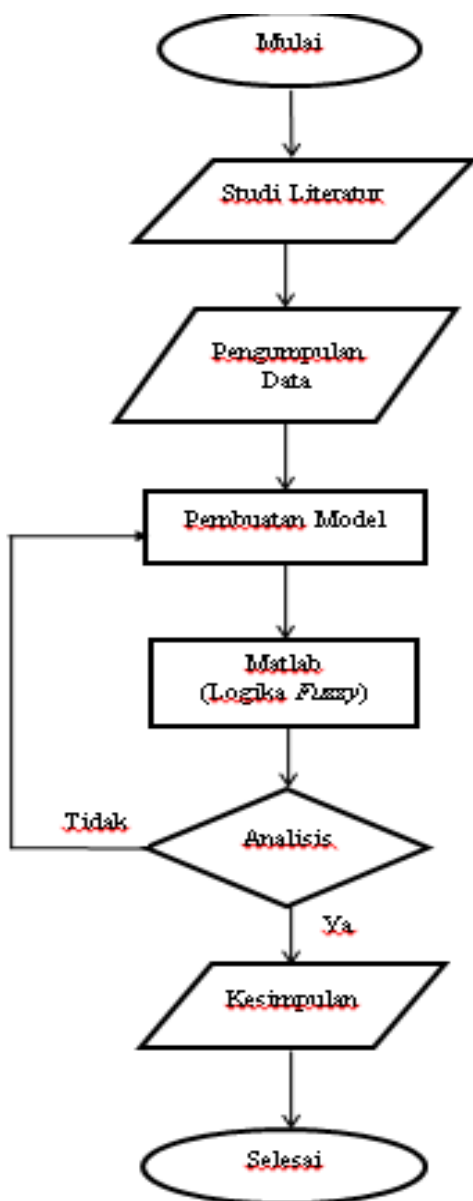 Mulai
Studi Literatur
Pengumpulan
Data
Pembuatan Model
Matlab
(Logika Fuzzy)
Tidak
Analisis
Ya
Kesimpulan
Selesai